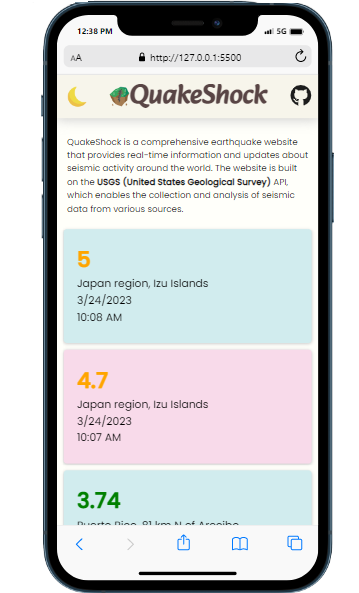 12:38 PM 5G
AA http://127.0.0.1:5500
QuakeShock
QuakeShock is a comprehensive earthquake website
that provides real-time information and updates about
seismic activity around the world. The website is built
on the USGS (United States Geological Survey) API,
which enables the collection and analysis of seismic
data from various sources.
5
Japan region, Izu Islands
3/24/2023
10:08 AM
4.7
Japan region, Izu Islands
3/24/2023
10:07 AM
3.74
Puerto Rico, 81 km N of Arecibo